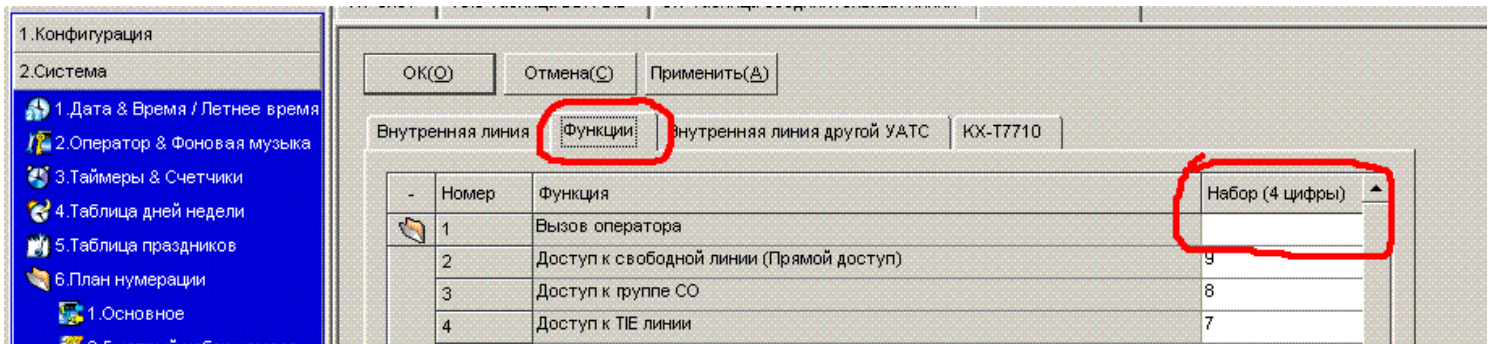 1.Конфигурация
2.Система
1.Дата & Время / Летнее время
2.Оператор & Фоновая музыка
3.Таймеры & Счетчики
4.Таблица дней недели
5.Таблица праздников
6.План нумерации
1.Основное
OK(O)
Отмена(C)
Применить(A)
Внутренняя линия
Функции
Внутренняя линия другой УАТС
KX-T7710
- Номер Функция Набор (4 цифры)
1 Вызов оператора
2 Доступ к свободной линии (Прямой доступ) 9
3 Доступ к группе CO 8
4 Доступ к TIE линии 7